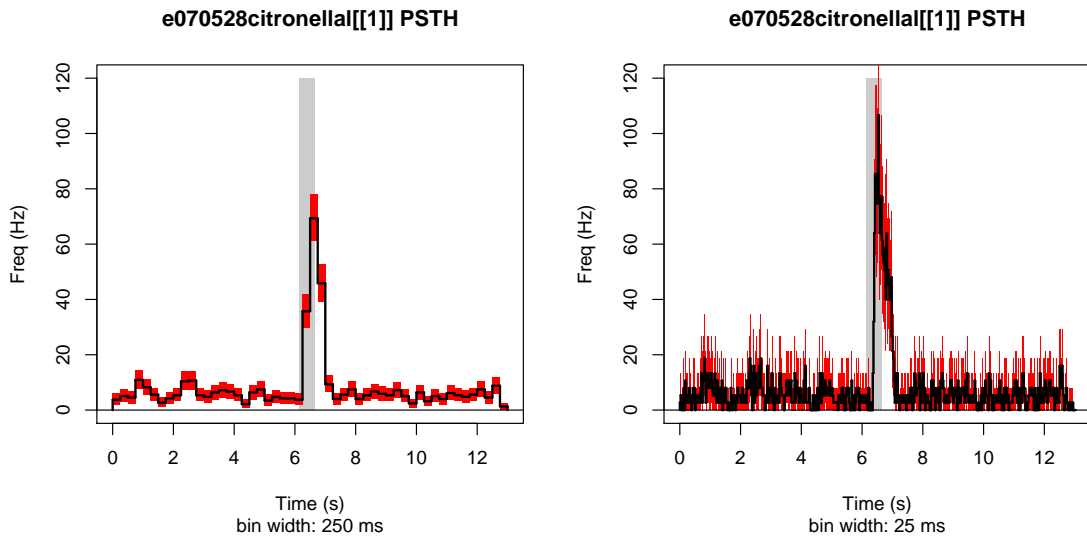 e070528citronellal[[1]] PSTH
Freq (Hz)
120
100
80
60
40
20
0
0 2 4 6 8 10 12
Time (s)
bin width: 250 ms
e070528citronellal[[1]] PSTH
Freq (Hz)
120
100
80
60
40
20
0
0 2 4 6 8 10 12
Time (s)
bin width: 25 ms